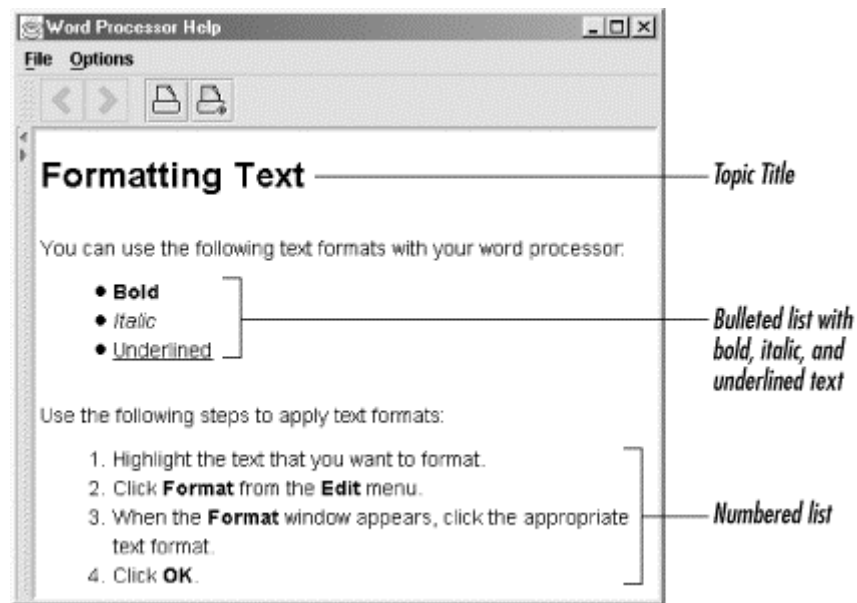 Word Processor Help
File Options
Formatting Text
Topic Title
You can use the following text formats with your word processor:
• Bold
• Italic
• Underlined
Bulleted list with
bold, italic, and
underlined text
Use the following steps to apply text formats:
1. Highlight the text that you want to format.
2. Click Format from the Edit menu.
3. When the Format window appears, click the appropriate
text format.
4. Click OK.
Numbered list